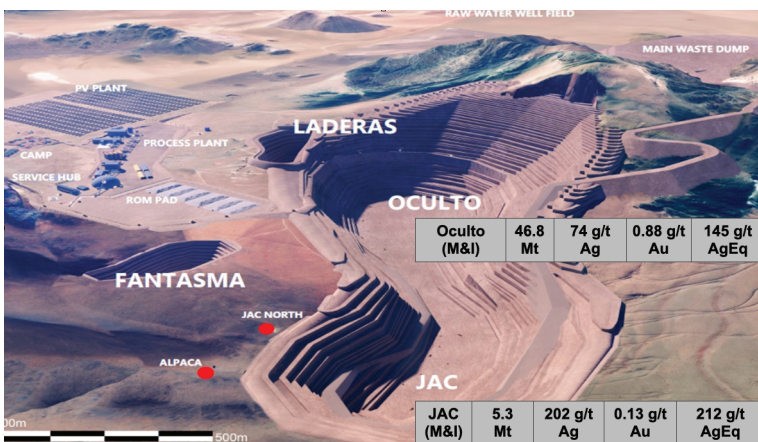 RAW WATER WELL FIELD
MAIN WASTE DUMP
PV PLANT
LADERAS
PROCESS PLANT
CAMP
SERVICE HUB
ROM PAD
OCULTO
Oculto (M&I) 46.8 Mt 74 g/t Ag 0.88 g/t Au 145 g/t AgEq
FANTASMA
JAC NORTH
ALPACA
JAC
JAC (M&I) 5.3 Mt 202 g/t Ag 0.13 g/t Au 212 g/t AgEq
500m